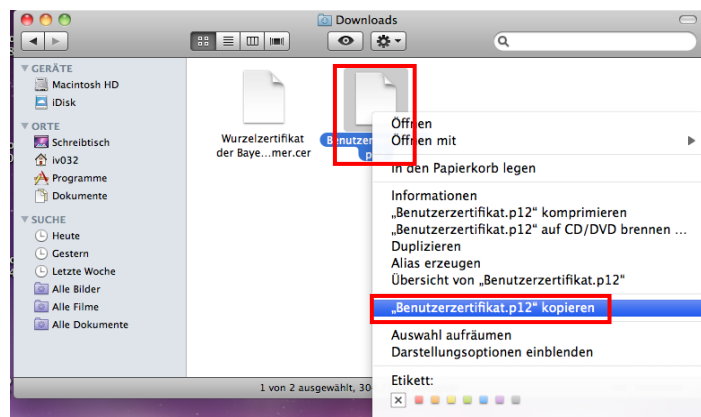 Downloads
GERÄTE
Macintosh HD
iDisk
ORTE
Schreibtisch
iv032
Programme
Dokumente
SUCHE
Heute
Gestern
Letzte Woche
Alle Bilder
Alle Filme
Alle Dokumente
Wurzelzertifikat
der Baye…mer.cer
Öffnen
Öffnen mit
In den Papierkorb legen
Informationen
„Benutzerzertifikat.p12“ komprimieren
„Benutzerzertifikat.p12“ auf CD/DVD brennen ...
Duplizieren
Alias erzeugen
Übersicht von „Benutzerzertifikat.p12“
„Benutzerzertifikat.p12“ kopieren
Auswahl aufräumen
Darstellungsoptionen einblenden
Etikett:
1 von 2 ausgewählt, 30